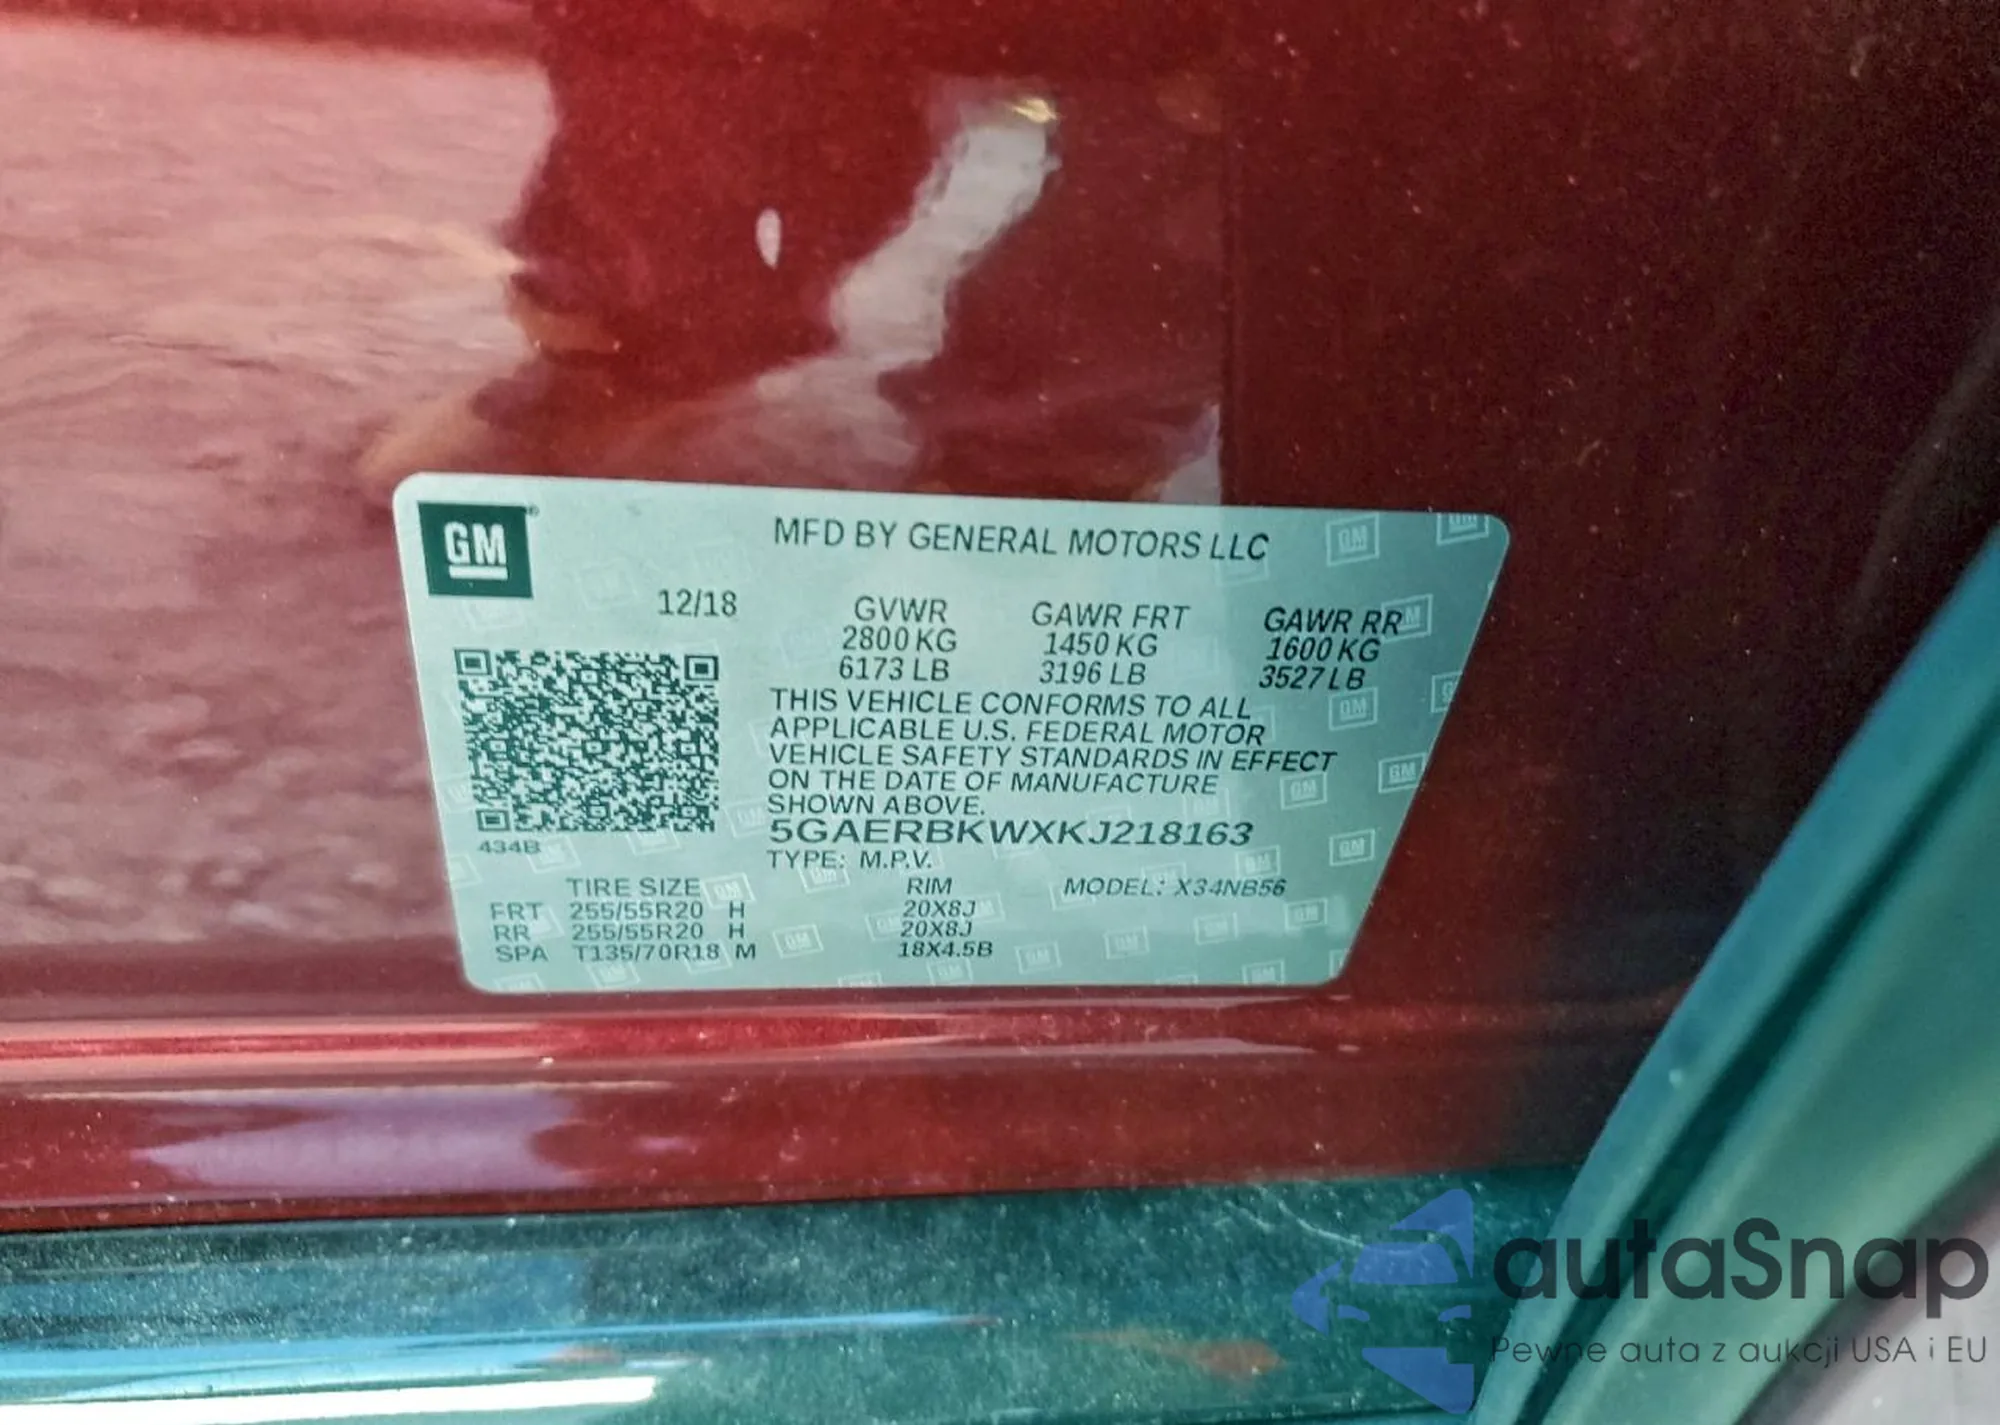 GM
MFD BY GENERAL MOTORS LLC
12/18
GVWR GAWR FRT GAWR RR
2800 KG 1450 KG 1600 KG
6173 LB 3196 LB 3527 LB
THIS VEHICLE CONFORMS TO ALL
APPLICABLE U.S. FEDERAL MOTOR
VEHICLE SAFETY STANDARDS IN EFFECT
ON THE DATE OF MANUFACTURE
SHOWN ABOVE.
5GAERBKWXKJ218163
434B
TYPE: M.P.V.
TIRE SIZE RIM MODEL: X34NB56
FRT 255/55R20 H 20X8J
RR 255/55R20 H 20X8J
SPA T135/70R18 M 18X4.5B
autaSnap
Pewne auta z aukcji USA i EU